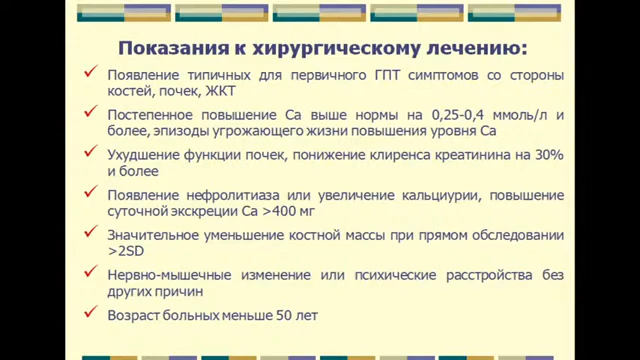 Показания к хирургическому лечению:
Появление типичных для первичного ГПТ симптомов со стороны
костей, почек, ЖКТ
Постепенное повышение Са выше нормы на 0,25-0,4 ммоль/л и
более, эпизоды угрожающего жизни повышения уровня Са
Ухудшение функции почек, понижение клиренса креатинина на 30%
и более
Появление нефролитиаза или увеличение кальциурии, повышение
суточной экскреции Са >400 мг
Значительное уменьшение костной массы при прямом обследовании
>2SD
Нервно-мышечные изменение или психические расстройства без
других причин
Возраст больных меньше 50 лет